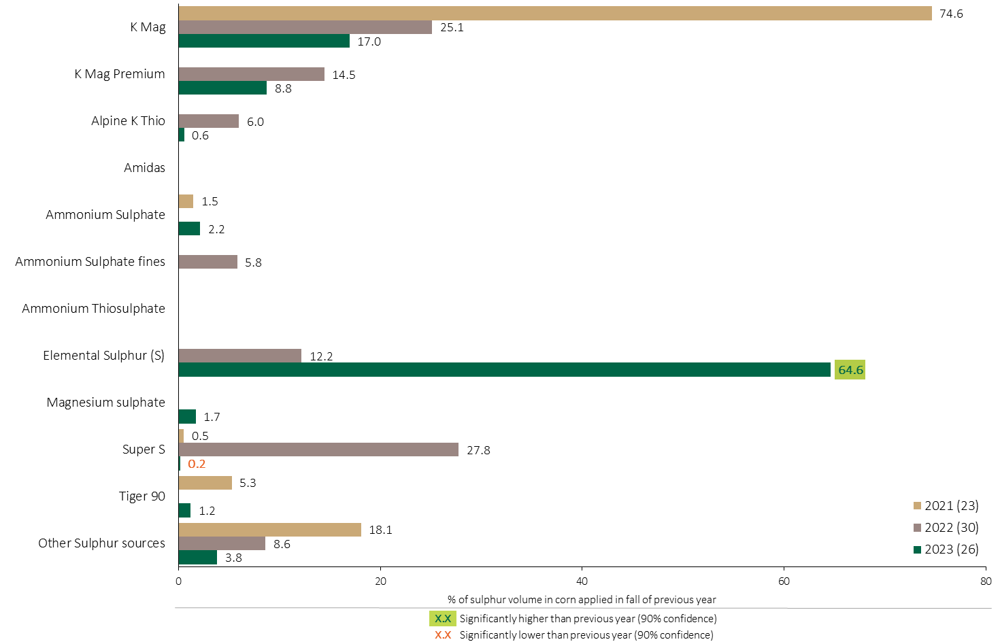 K Mag
74.6
25.1
17.0
K Mag Premium
14.5
8.8
Alpine K Thio
6.0
0.6
Amidas
Ammonium Sulphate
1.5
2.2
Ammonium Sulphate fines
5.8
Ammonium Thiosulphate
Elemental Sulphur (S)
12.2
64.6
Magnesium sulphate
1.7
Super S
0.5
27.8
0.2
Tiger 90
5.3
1.2
Other Sulphur sources
18.1
8.6
3.8
2021 (23)
2022 (30)
2023 (26)
0 20 40 60 80
% of sulphur volume in corn applied in fall of previous year
X.X Significantly higher than previous year (90% confidence)
X.X Significantly lower than previous year (90% confidence)